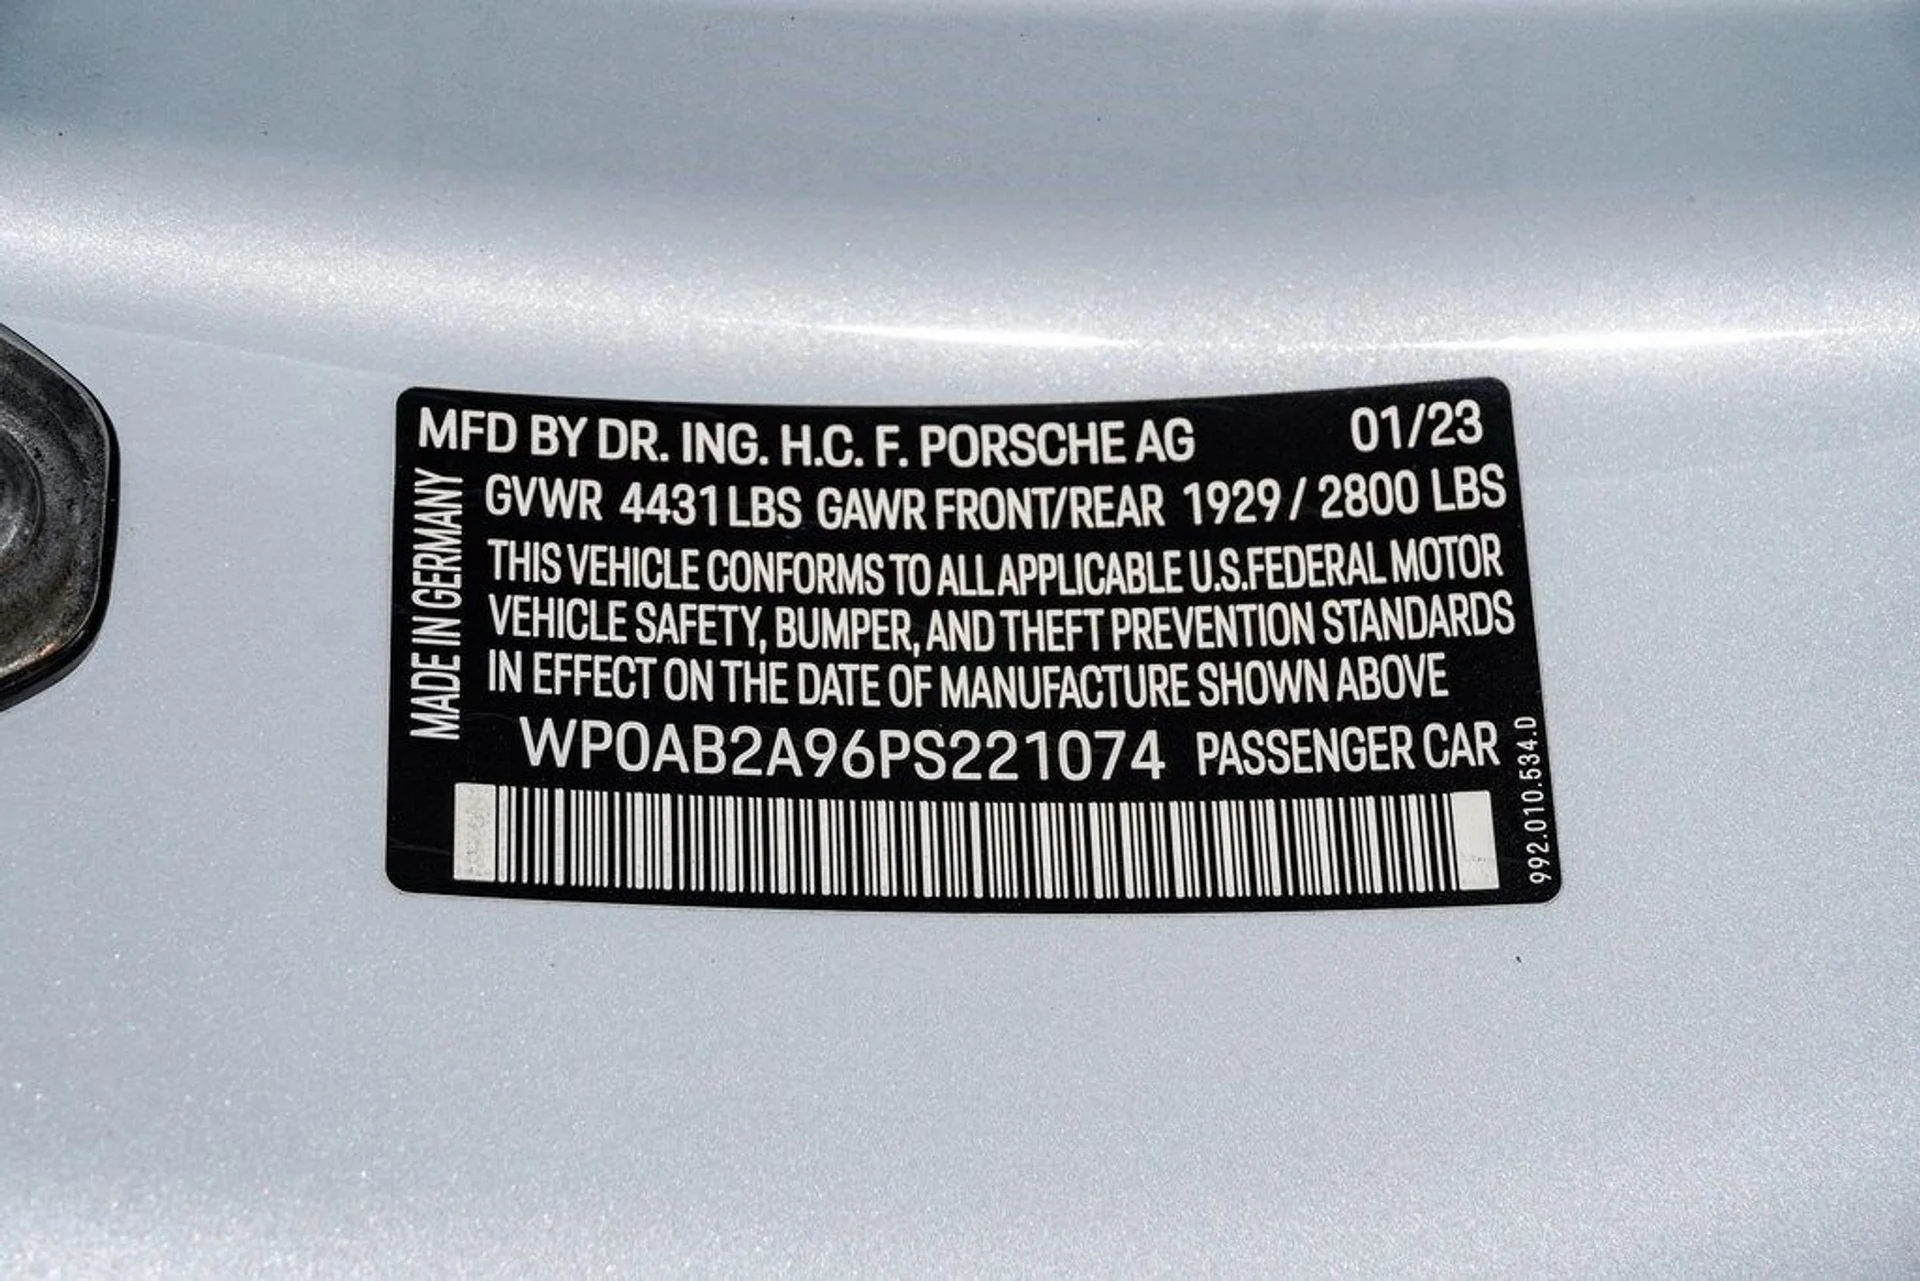 MFD BY DR. ING. H.C. F. PORSCHE AG 01/23
GVWR 4431 LBS GAWR FRONT/REAR 1929 / 2800 LBS
THIS VEHICLE CONFORMS TO ALL APPLICABLE U.S.FEDERAL MOTOR
VEHICLE SAFETY, BUMPER, AND THEFT PREVENTION STANDARDS
IN EFFECT ON THE DATE OF MANUFACTURE SHOWN ABOVE
WP0AB2A96PS221074 PASSENGER CAR
MADE IN GERMANY
992.010.534.D